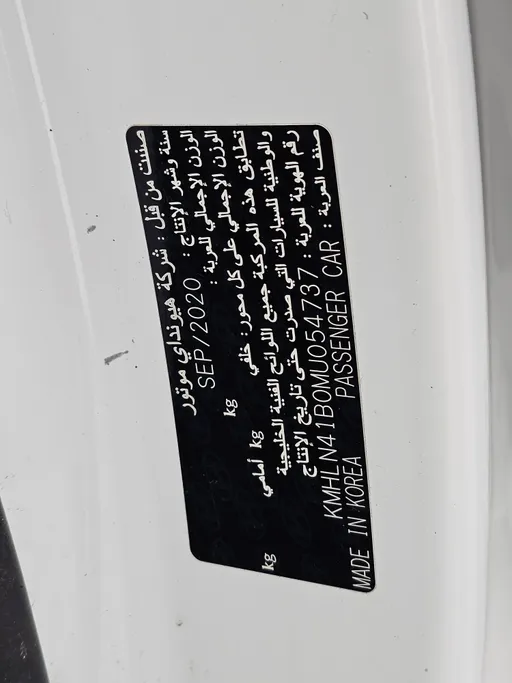 صنعت من قبل : شركة هيونداي موتور
سنة وشهر الإنتاج : SEP/2020
الوزن الإجمالي للعربة : kg
الوزن الإجمالي على كل محور: خلفي kg أمامي kg
تطابق هذه المركبة جميع اللوائح الفنية الخليجية
والوطنية للسيارات التي صدرت حتى تاريخ الإنتاج
رقم الهوية للعربة : KMHLN41B0MU054737
صنف العربة : PASSENGER CAR
MADE IN KOREA